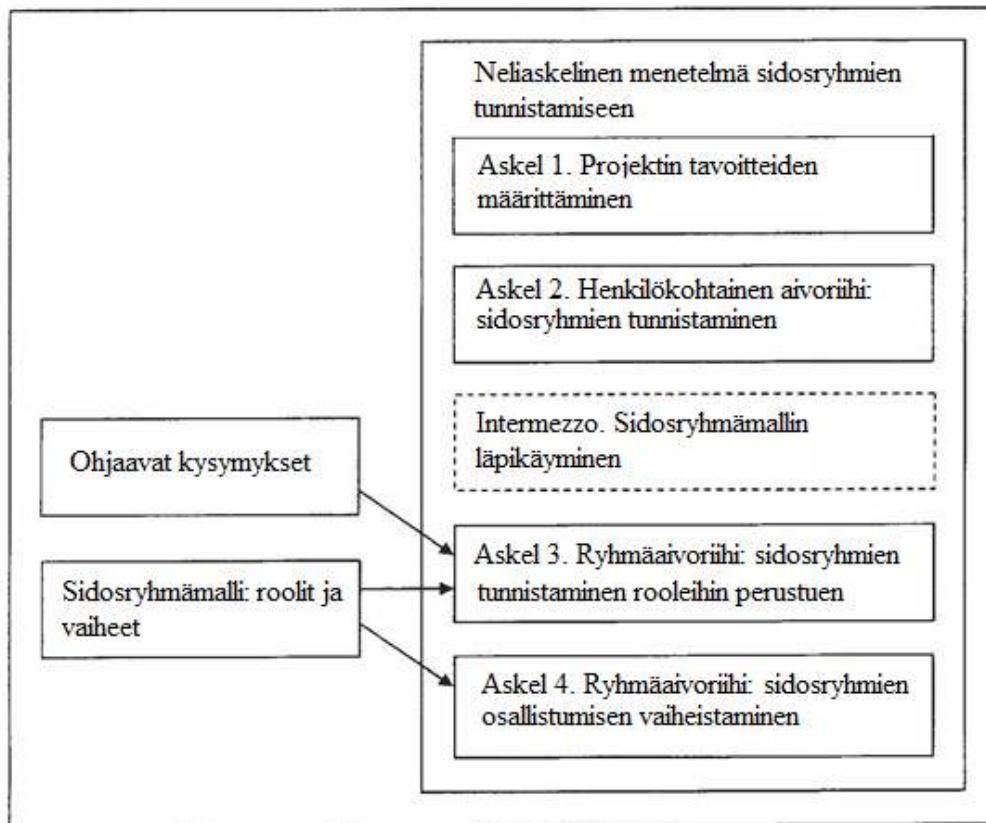 Neliaskelinen menetelmä sidosryhmien
tunnistamiseen
Askel 1. Projektin tavoitteiden
määrittäminen
Askel 2. Henkilökohtainen aivoriihi:
sidosryhmien tunnistaminen
Intermezzo. Sidosryhmämallin
läpikäyminen
Ohjaavat kysymykset
Askel 3. Ryhmäaivoriihi: sidosryhmien
tunnistaminen rooleihin perustuen
Sidosryhmämalli: roolit ja
vaiheet
Askel 4. Ryhmäaivoriihi: sidosryhmien
osallistumisen vaiheistaminen